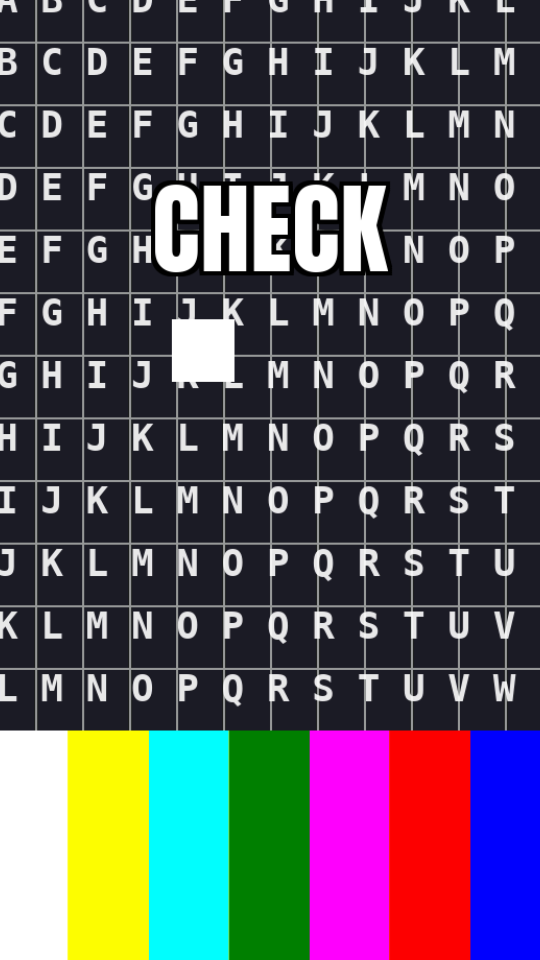 A B C D E F G H I J K L
B C D E F G H I J K L M
C D E F G H I J K L M N
D E F G H I J K L M N O
CHECK
E F G H K N O P
F G H I J K L M N O P Q
G H I J K L M N O P Q R
H I J K L M N O P Q R S
I J K L M N O P Q R S T
J K L M N O P Q R S T U
K L M N O P Q R S T U V
L M N O P Q R S T U V W